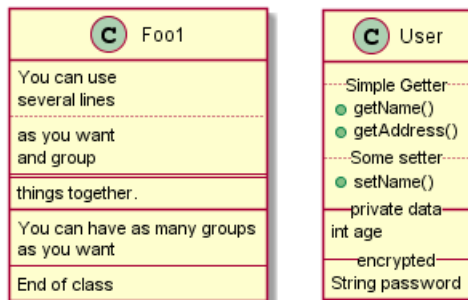 C Foo1
You can use
several lines
as you want
and group
things together.
You can have as many groups
as you want
End of class
C User
Simple Getter
getName()
getAddress()
Some setter
setName()
private data
int age
encrypted
String password